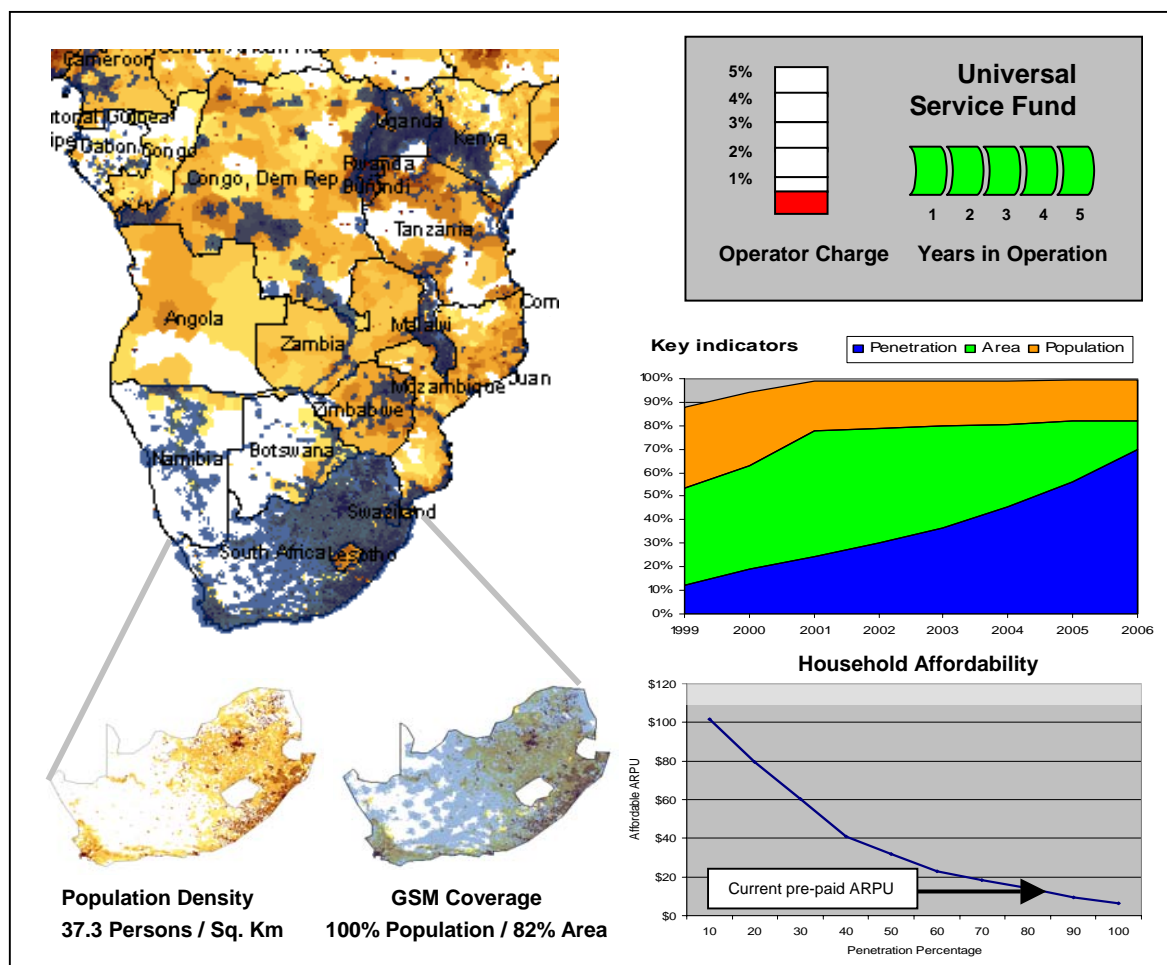 Cameroon
Uganda
Kenya
Gabon
Congo
Rwanda
Congo, Dem Rep
Burundi
Tanzania
Com
Angola
Malawi
Zambia
Mozambique
Juan
Zimbabwe
Namibia
Botswana
Swaziland
South Africa
Lesotho
Population Density
37.3 Persons / Sq. Km
GSM Coverage
100% Population / 82% Area
Universal
Service Fund
5%
4%
3%
2%
1%
1 2 3 4 5
Operator Charge
Years in Operation
Key indicators
Penetration Area Population
100%
90%
80%
70%
60%
50%
40%
30%
20%
10%
0%
1999 2000 2001 2002 2003 2004 2005 2006
Household Affordability
$120
$100
$80
$60
$40
$20
$0
Affordable ARPU
Current pre-paid ARPU
10 20 30 40 50 60 70 80 90 100
Penetration Percentage